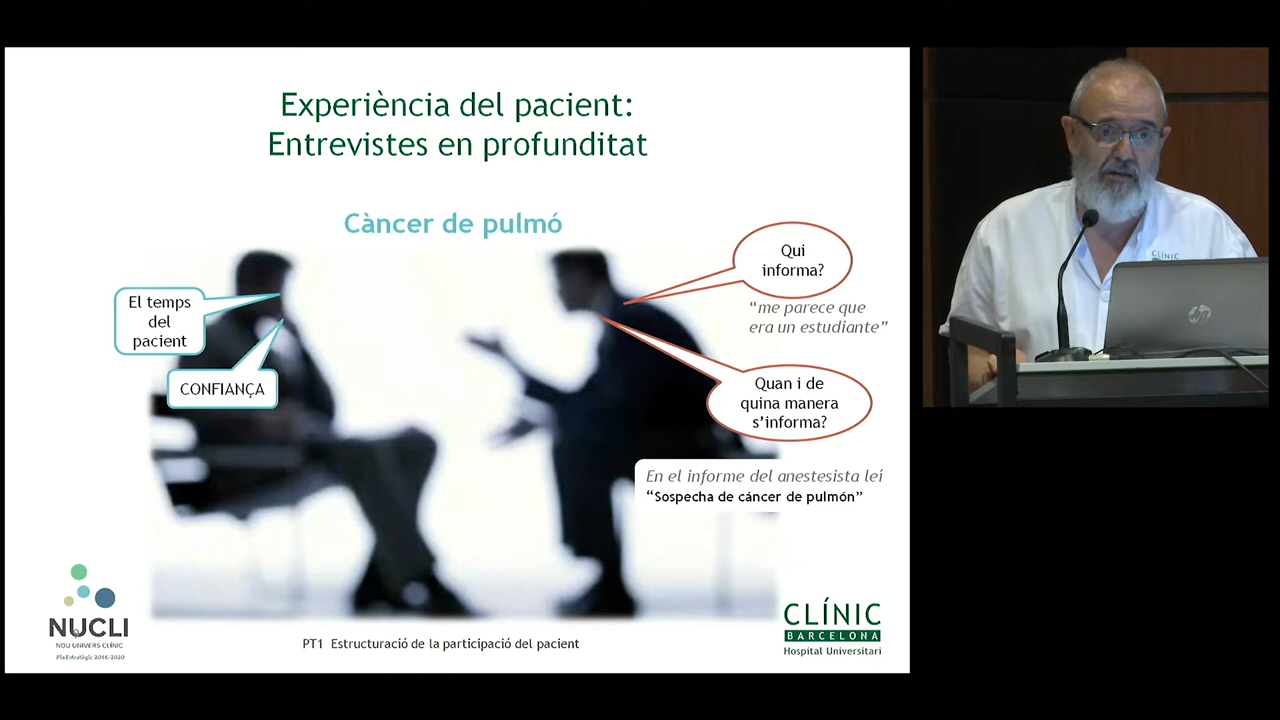 Experiència del pacient:
Entrevistes en profunditat
Càncer de pulmó
Qui
informa?
"me parece que
era un estudiante"
El temps
del
pacient
CONFIANÇA
Quan i de
quina manera
s'informa?
En el informe del anestesista leí
"Sospecha de cáncer de pulmón"
NUCLI
NOU UNIVERS CLÍNIC
Pla Estratègic 2016-2020
PT1 Estructuració de la participació del pacient
CLÍNIC
BARCELONA
Hospital Universitari
CLÍNIC
hp